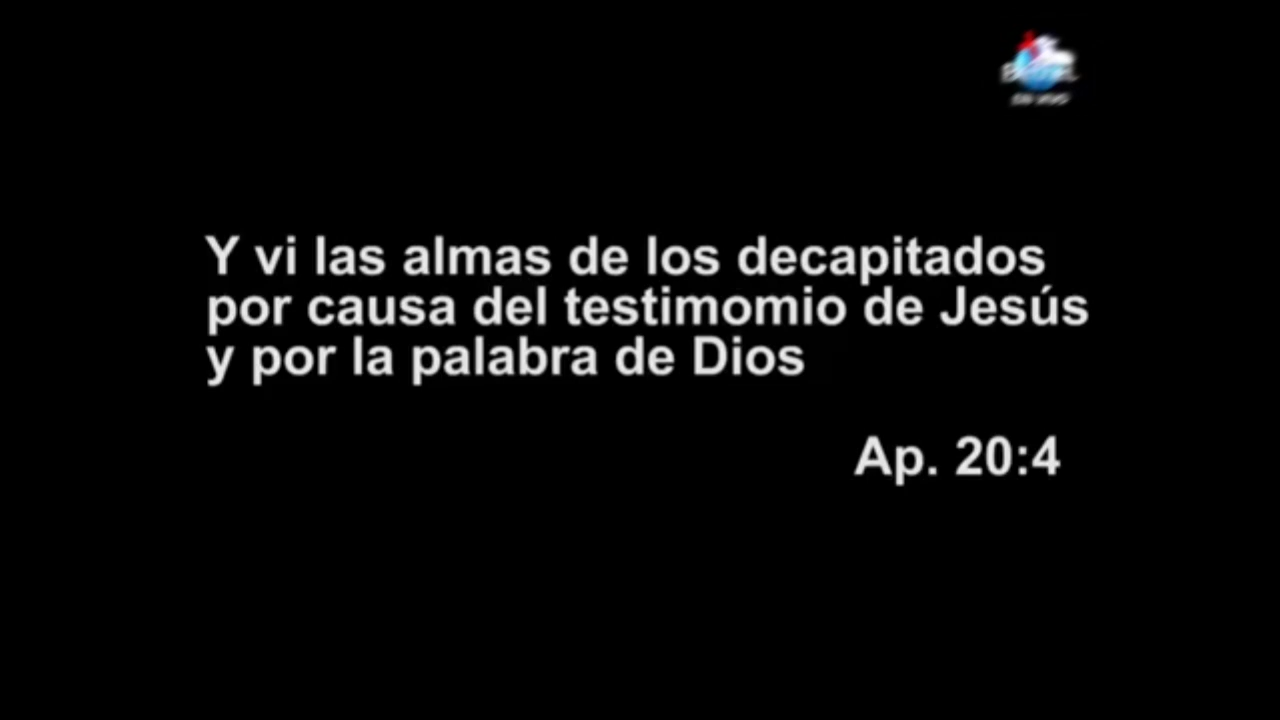 Y vi las almas de los decapitados
por causa del testimomio de Jesús
y por la palabra de Dios
Ap. 20:4